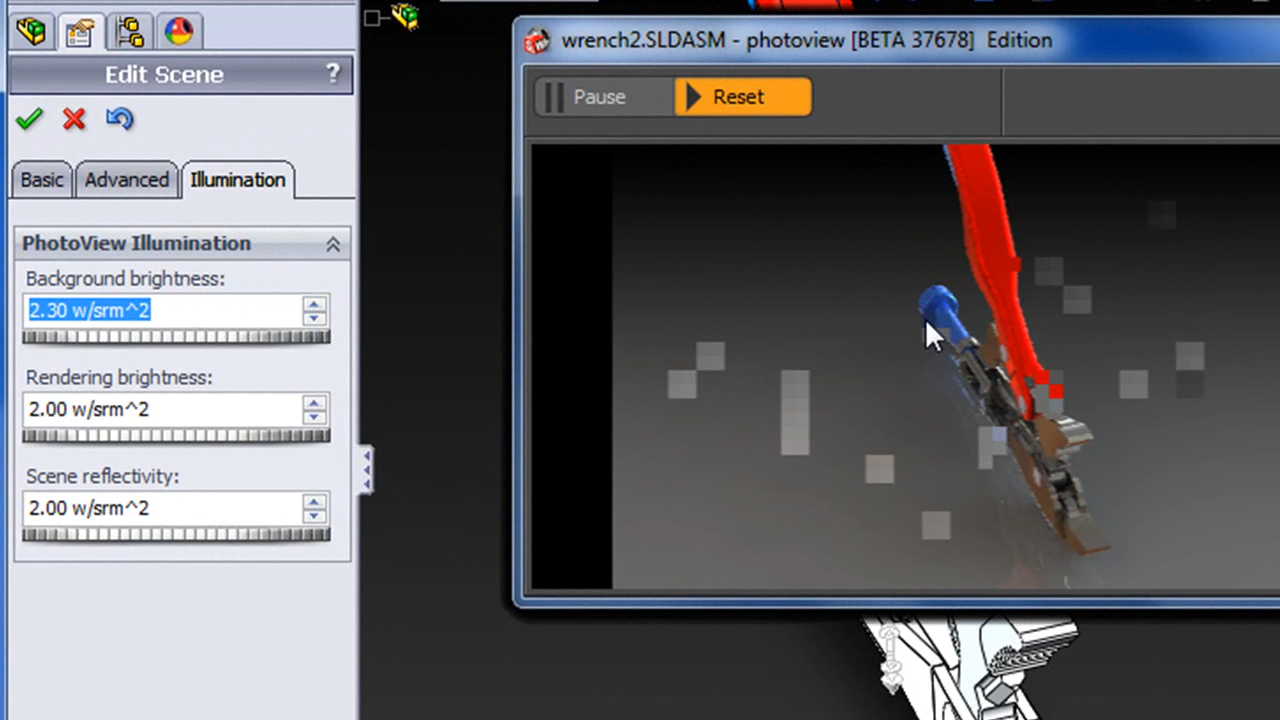 Edit Scene ?
Basic Advanced Illumination
PhotoView Illumination
Background brightness:
2.30 w/srm^2
Rendering brightness:
2.00 w/srm^2
Scene reflectivity:
2.00 w/srm^2
wrench2.SLDASM - photoview [BETA 37678] Edition
Pause Reset